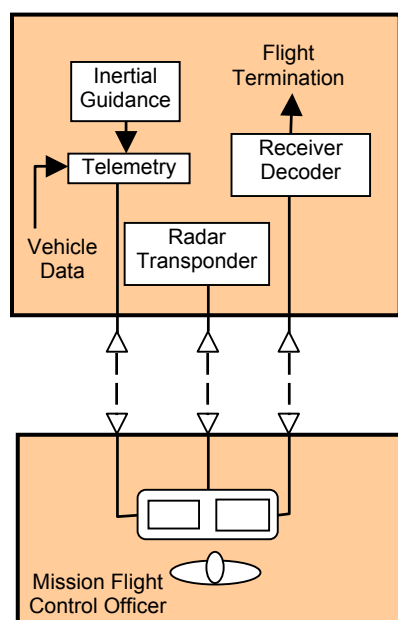 Inertial
Guidance
Flight
Termination
Telemetry
Receiver
Decoder
Vehicle
Data
Radar
Transponder
Mission Flight
Control Officer